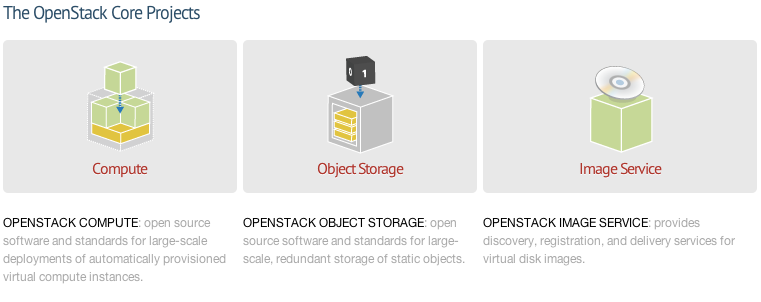 The OpenStack Core Projects
0 1
Compute
Object Storage
Image Service
OPENSTACK COMPUTE: open source
software and standards for large-scale
deployments of automatically provisioned
virtual compute instances.
OPENSTACK OBJECT STORAGE: open
source software and standards for large-
scale, redundant storage of static objects.
OPENSTACK IMAGE SERVICE: provides
discovery, registration, and delivery services for
virtual disk images.